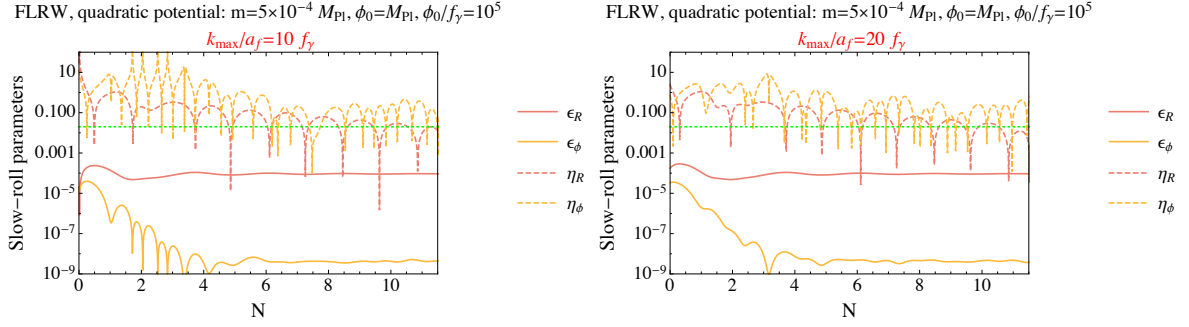 FLRW, quadratic potential: m=5×10⁻⁴ M_Pl, ϕ₀=M_Pl, ϕ₀/f_γ=10⁵
k_max/a_f=10 f_γ
Slow-roll parameters
10
0.100
0.001
10⁻⁵
10⁻⁹
0
2
4
6
8
10
N
ϵ_R
ϵ_ϕ
η_R
η_ϕ
FLRW, quadratic potential: m=5×10⁻⁴ M_Pl, ϕ₀=M_Pl, ϕ₀/f_γ=10⁵
k_max/a_f=20 f_γ
Slow-roll parameters
10
0.100
0.001
10⁻⁵
10⁻⁹
0
2
4
6
8
10
N
ϵ_R
ϵ_ϕ
η_R
η_ϕ